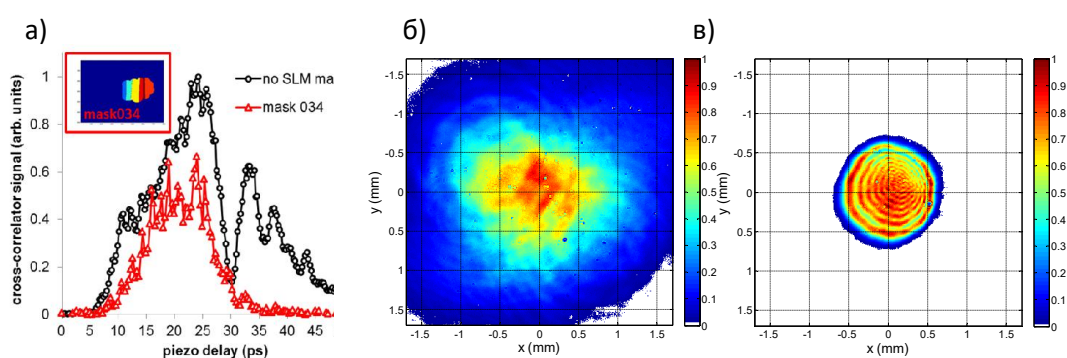 а)
cross-correlator signal (arb. units)
1
0.8
0.6
0.4
0.2
0
0 5 10 15 20 25 30 35 40 45
piezo delay (ps)
mask034
no SLM ma
mask 034
б)
y (mm)
-1.5
-1
-0.5
0
0.5
1
1.5
-1.5 -1 -0.5 0 0.5 1 1.5
x (mm)
1
0.9
0.8
0.7
0.6
0.5
0.4
0.3
0.2
0.1
0
в)
y (mm)
-1.5
-1
-0.5
0
0.5
1
1.5
-1.5 -1 -0.5 0 0.5 1 1.5
x (mm)
1
0.9
0.8
0.7
0.6
0.5
0.4
0.3
0.2
0.1
0